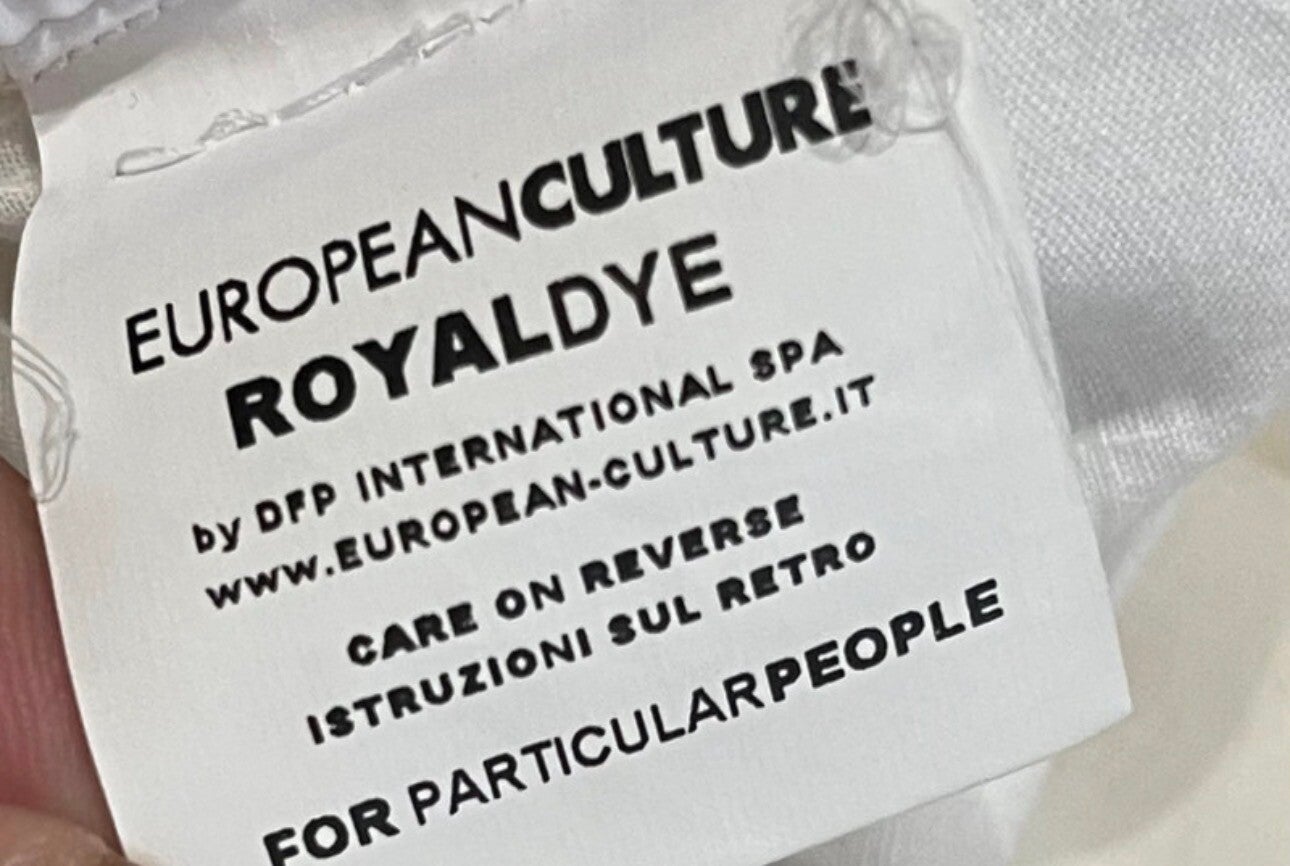 EUROPEANCULTURE
ROYALDYE
by DFP INTERNATIONAL SPA
WWW.EUROPEAN-CULTURE.IT
CARE ON REVERSE
ISTRUZIONI SUL RETRO
FOR PARTICULARPEOPLE